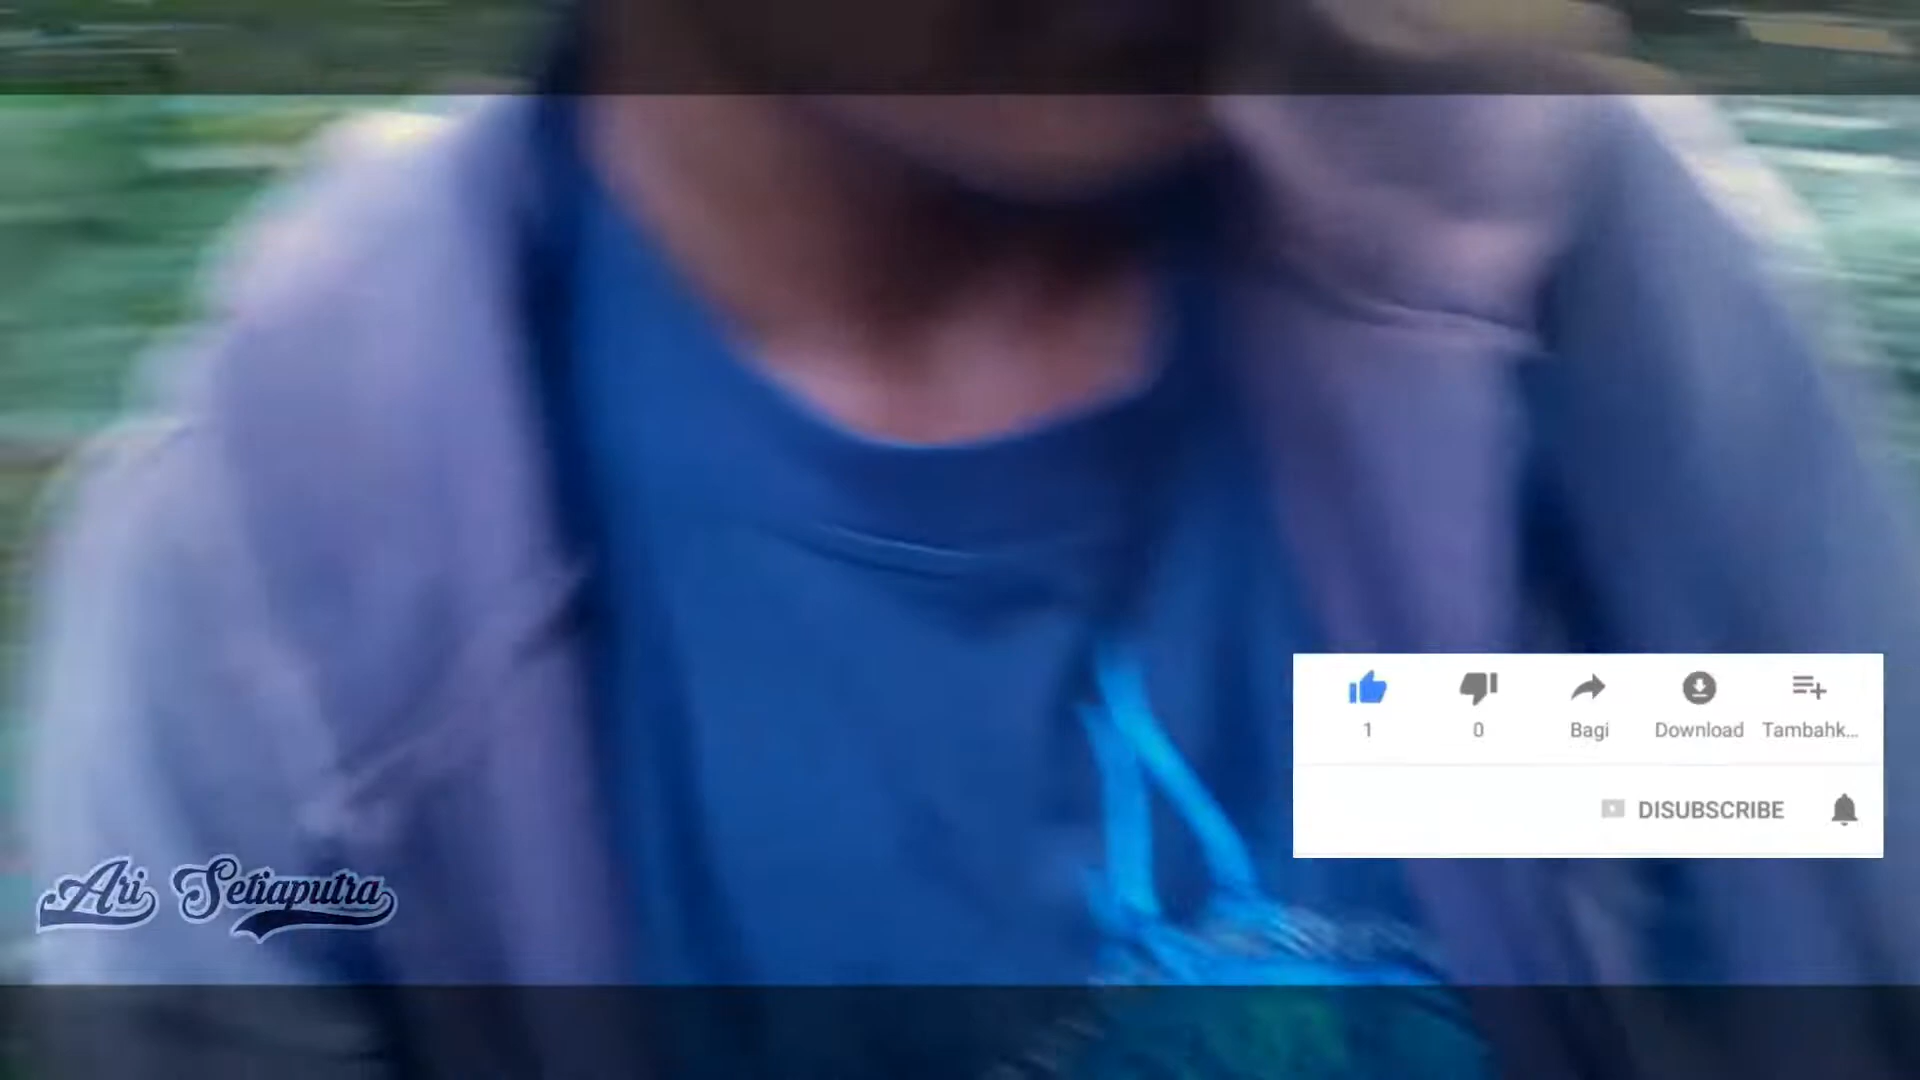 1
0
Bagi
Download
Tambahk...
DISUBSCRIBE
Ari Setiaputra